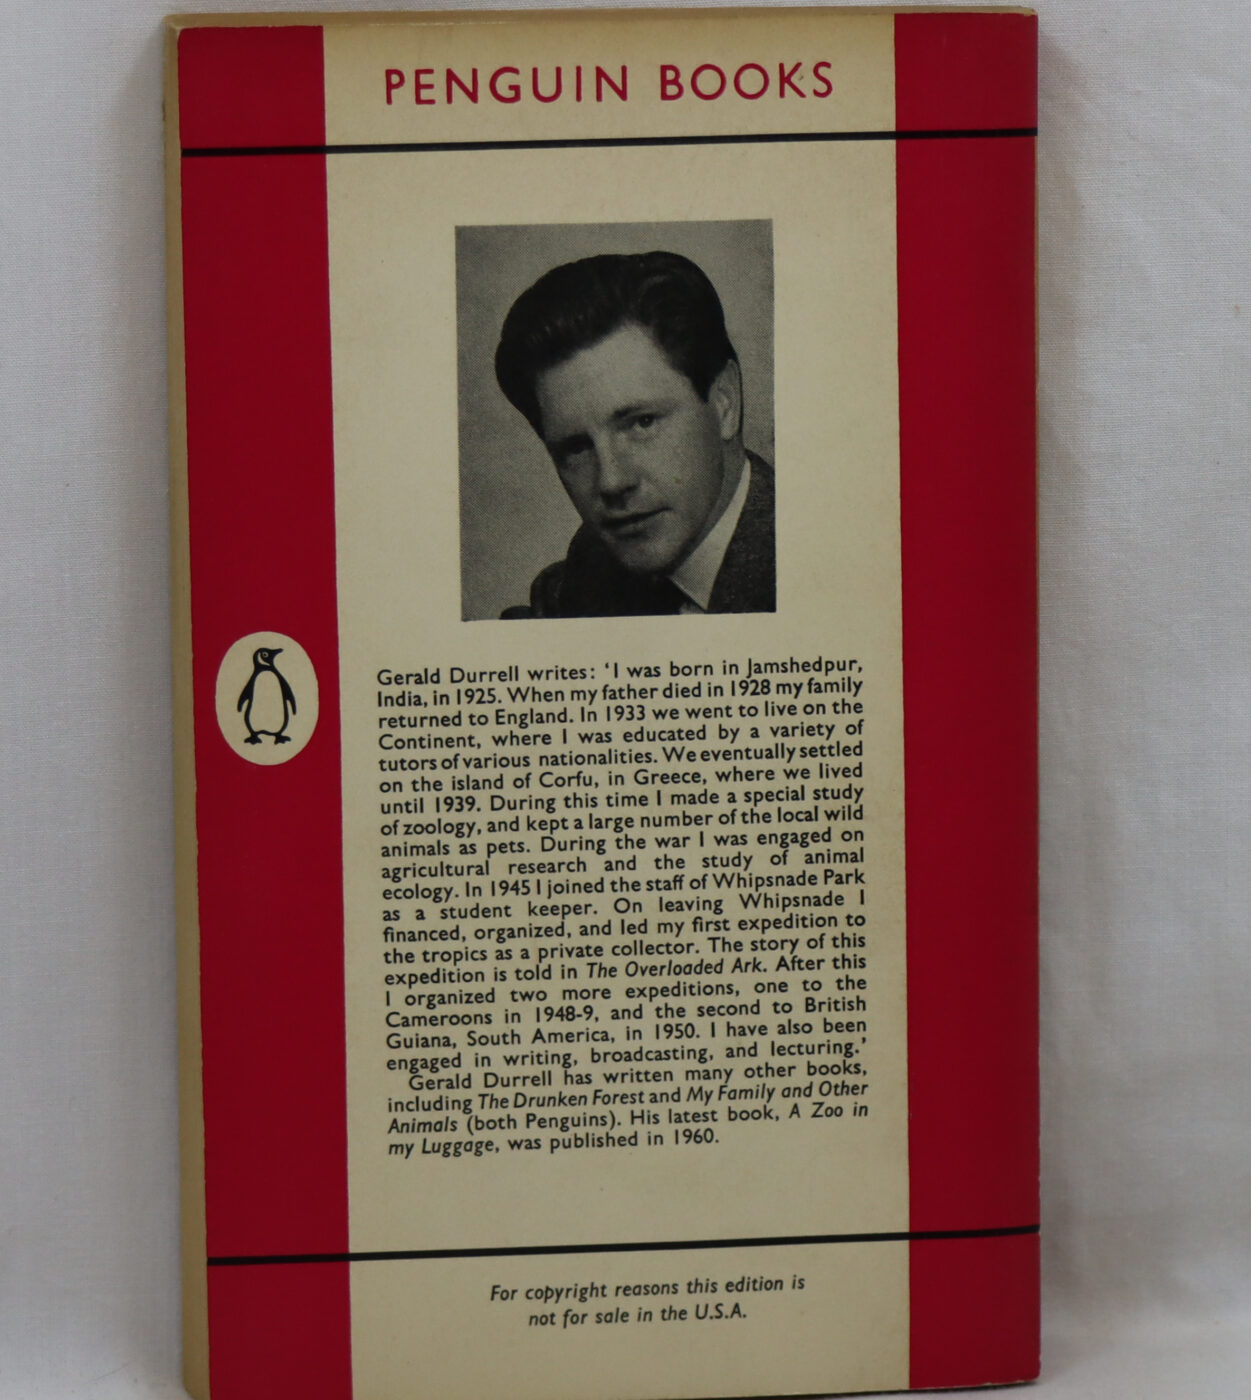 PENGUIN BOOKS
Gerald Durrell writes: ‘I was born in Jamshedpur,
India, in 1925. When my father died in 1928 my family
returned to England. In 1933 we went to live on the
Continent, where I was educated by a variety of
tutors of various nationalities. We eventually settled
on the island of Corfu, in Greece, where we lived
until 1939. During this time I made a special study
of zoology, and kept a large number of the local wild
animals as pets. During the war I was engaged on
agricultural research and the study of animal
ecology. In 1945 I joined the staff of Whipsnade Park
as a student keeper. On leaving Whipsnade I
financed, organized, and led my first expedition to
the tropics as a private collector. The story of this
expedition is told in The Overloaded Ark. After this
I organized two more expeditions, one to the
Cameroons in 1948-9, and the second to British
Guiana, South America, in 1950. I have also been
engaged in writing, broadcasting, and lecturing.’
Gerald Durrell has written many other books,
including The Drunken Forest and My Family and Other
Animals (both Penguins). His latest book, A Zoo in
my Luggage, was published in 1960.
For copyright reasons this edition is
not for sale in the U.S.A.